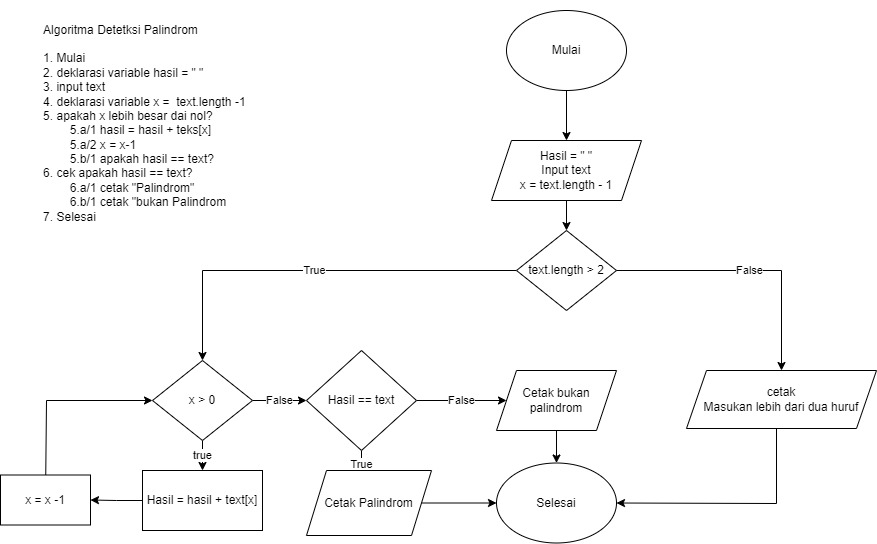 Algoritma Detetksi Palindrom
1. Mulai
2. deklarasi variable hasil = " "
3. input text
4. deklarasi variable x =  text.length -1
5. apakah x lebih besar dai nol?
5.a/1 hasil = hasil + teks[x]
5.a/2 x = x-1
5.b/1 apakah hasil == text?
6. cek apakah hasil == text?
6.a/1 cetak "Palindrom"
6.b/1 cetak "bukan Palindrom
7. Selesai
Mulai
Hasil = " "
Input text
x = text.length - 1
text.length > 2
True
False
x > 0
False
Hasil == text
False
Cetak bukan
palindrom
cetak
Masukan lebih dari dua huruf
true
True
x = x -1
Hasil = hasil + text[x]
Cetak Palindrom
Selesai